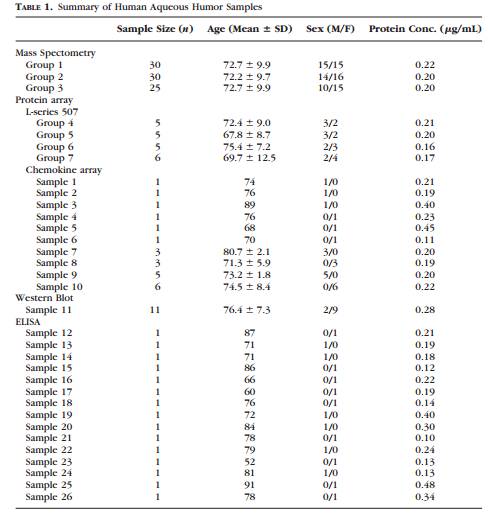 TABLE 1. Summary of Human Aqueous Humor Samples
Sample Size (n) Age (Mean ± SD) Sex (M/F) Protein Conc. (μg/mL)
Mass Spectometry
Group 1 30 72.7 ± 9.9 15/15 0.22
Group 2 30 72.2 ± 9.7 14/16 0.20
Group 3 25 72.7 ± 9.9 10/15 0.20
Protein array
L-series 507
Group 4 5 72.4 ± 9.0 3/2 0.21
Group 5 5 67.8 ± 8.7 3/2 0.20
Group 6 5 75.4 ± 7.2 2/3 0.16
Group 7 6 69.7 ± 12.5 2/4 0.17
Chemokine array
Sample 1 1 74 1/0 0.21
Sample 2 1 76 1/0 0.19
Sample 3 1 89 1/0 0.40
Sample 4 1 76 0/1 0.23
Sample 5 1 68 0/1 0.45
Sample 6 1 70 0/1 0.11
Sample 7 3 80.7 ± 2.1 3/0 0.20
Sample 8 3 71.3 ± 5.9 0/3 0.19
Sample 9 5 73.2 ± 1.8 5/0 0.20
Sample 10 6 74.5 ± 8.4 0/6 0.22
Western Blot
Sample 11 11 76.4 ± 7.3 2/9 0.28
ELISA
Sample 12 1 87 0/1 0.21
Sample 13 1 71 1/0 0.19
Sample 14 1 71 1/0 0.18
Sample 15 1 86 0/1 0.12
Sample 16 1 66 0/1 0.22
Sample 17 1 60 0/1 0.19
Sample 18 1 76 0/1 0.14
Sample 19 1 72 1/0 0.40
Sample 20 1 84 1/0 0.30
Sample 21 1 78 0/1 0.10
Sample 22 1 79 1/0 0.24
Sample 23 1 52 0/1 0.13
Sample 24 1 81 1/0 0.13
Sample 25 1 91 0/1 0.48
Sample 26 1 78 0/1 0.34